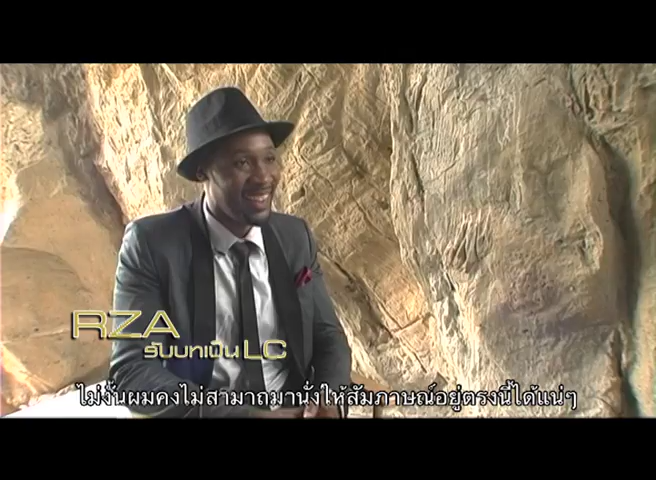 RZA
รับบทเป็น LC
ไม่งั้นผมคงไม่สามาถมานั่งให้สัมภาษณ์อยู่ตรงนี้ได้แน่ๆ